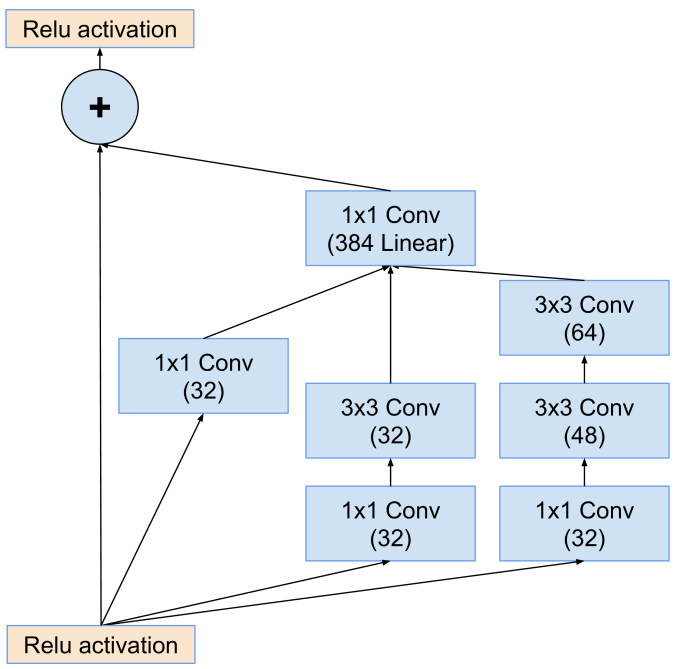 Relu activation
+
1x1 Conv
(384 Linear)
3x3 Conv
(64)
1x1 Conv
(32)
3x3 Conv
(32)
3x3 Conv
(48)
1x1 Conv
(32)
1x1 Conv
(32)
Relu activation